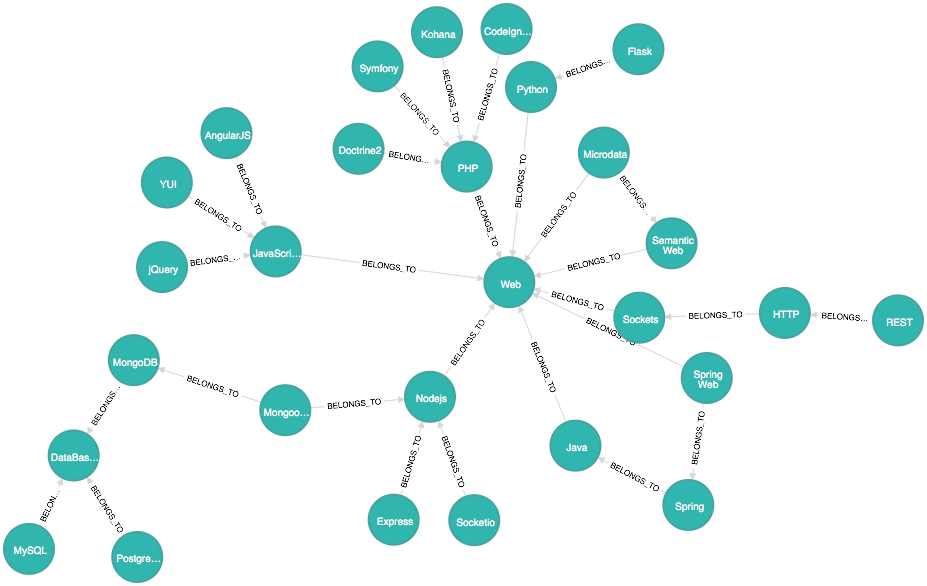 Kohana
CodeIgn...
Symfony
Flask
BELONGS...
Python
BELONGS_TO
BELONGS_TO
BELONGS_TO
AngularJS
Doctrine2
BELONG...
PHP
Microdata
BELONGS_TO
YUI
BELONGS_TO
BELONGS_TO
BELONGS_TO
BELONGS_TO
BELONGS...
BELONGS_TO
Semantic
Web
jQuery
BELONGS_...
JavaScri...
BELONGS_TO
BELONGS_TO
Web
BELONGS_TO
Sockets
BELONGS_TO
HTTP
BELONGS...
REST
BELONGS_TO
BELONGS_TO
MongoDB
BELONGS_TO
BELONGS_TO
Spring
Web
BELONGS...
Mongoo...
BELONGS_TO
Nodejs
BELONGS_TO
DataBas...
BELONGS_TO
BELONGS_TO
Java
BELONGS_TO
BELON...
BELONGS_TO
Express
Socketio
Spring
MySQL
Postgre...